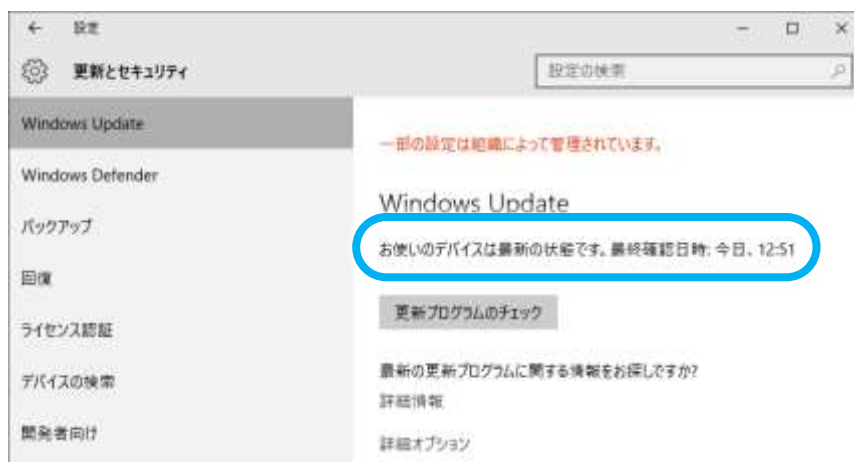 設定
更新とセキュリティ
設定の検索
Windows Update
Windows Defender
バックアップ
回復
ライセンス認証
デバイスの検索
開発者向け
一部の設定は組織によって管理されています。
Windows Update
お使いのデバイスは最新の状態です。最終確認日時: 今日、12:51
更新プログラムのチェック
最新の更新プログラムに関する情報をお探しですか?
詳細情報
詳細オプション